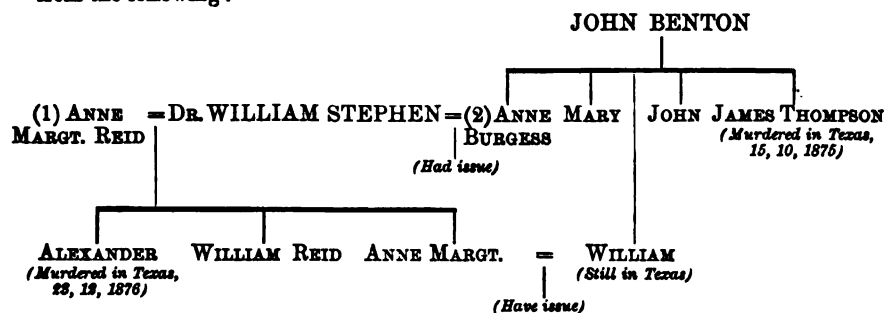 JOHN BENTON
(1) ANNE =DR. WILLIAM STEPHEN=(2) ANNE MARY JOHN JAMES THOMPSON
MARGT. REID BURGESS (Murdered in Texas,
15, 10, 1875)
(Had issue)
ALEXANDER WILLIAM REID ANNE MARGT. = WILLIAM
(Murdered in Texas, (Still in Texas)
23, 12, 1876)
(Have issue)